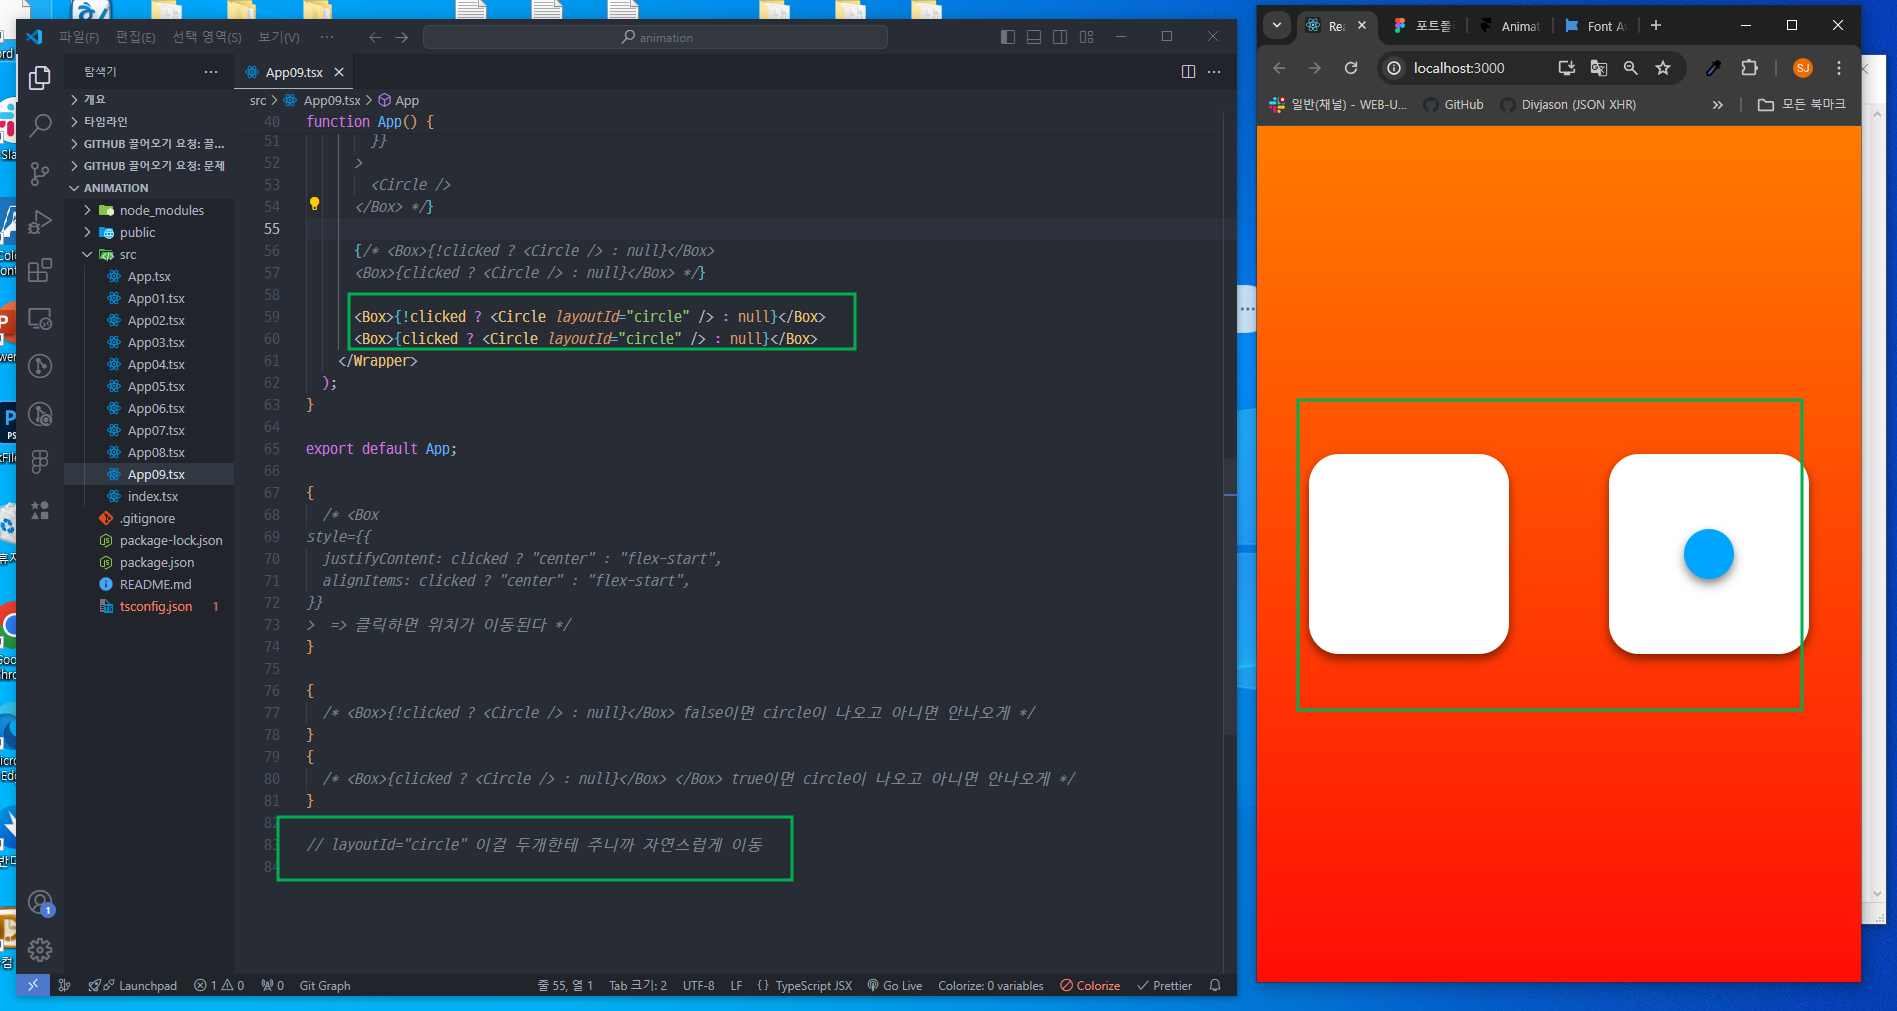 파일(F) 편집(E) 선택 영역(S) 보기(V) ··· animation
탐색기 ···
개요
타임라인
GITHUB 끌어오기 요청: 끌...
GITHUB 끌어오기 요청: 문제
ANIMATION
node_modules
public
src
App.tsx
App01.tsx
App02.tsx
App03.tsx
App04.tsx
App05.tsx
App06.tsx
App07.tsx
App08.tsx
App09.tsx
index.tsx
.gitignore
package-lock.json
package.json
README.md
tsconfig.json 1
App09.tsx
src > App09.tsx > App
40 function App() {
51 }}
52 >
53 <Circle />
54 </Box> */}
55
56 {/* <Box>{!clicked ? <Circle /> : null}</Box>
57 <Box>{clicked ? <Circle /> : null}</Box> */}
58
59 <Box>{!clicked ? <Circle layoutId="circle" /> : null}</Box>
60 <Box>{clicked ? <Circle layoutId="circle" /> : null}</Box>
61 </Wrapper>
62 );
63 }
64
65 export default App;
66
67 {
68 /* <Box
69 style={{
70 justifyContent: clicked ? "center" : "flex-start",
71 alignItems: clicked ? "center" : "flex-start",
72 }}
73 > => 클릭하면 위치가 이동된다 */
74 }
75
76 {
77 /* <Box>{!clicked ? <Circle /> : null}</Box> false이면 circle이 나오고 아니면 안나오게 */
78 }
79 {
80 /* <Box>{clicked ? <Circle /> : null}</Box> </Box> true이면 circle이 나오고 아니면 안나오게 */
81 }
82
83 // layoutId="circle" 이걸 두개한테 주니까 자연스럽게 이동
84
1
Launchpad 1 0 0 Git Graph 줄 55, 열 1 Tab 크기: 2 UTF-8 LF {} TypeScript JSX Go Live Colorize: 0 variables Colorize Prettier
Rea 포트폴 Animat Font A
localhost:3000 SJ
일반(채널) - WEB-U... GitHub Divjason (JSON XHR) » 모든 북마크